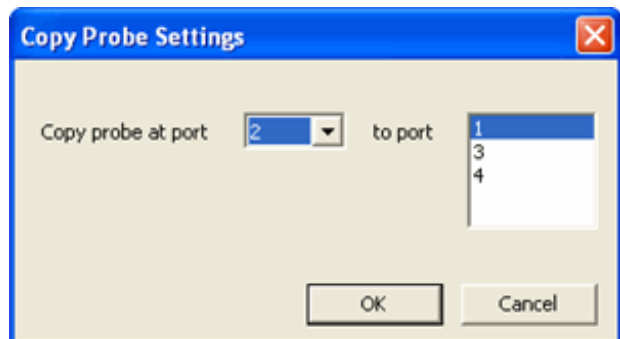 Copy Probe Settings
Copy probe at port 2 to port 1
3
4
OK Cancel